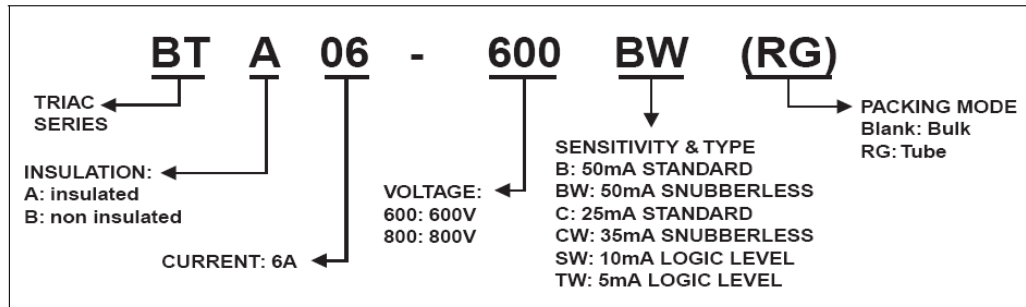 BT A 06 - 600 BW (RG)
TRIAC
SERIES
INSULATION:
A: insulated
B: non insulated
CURRENT: 6A
VOLTAGE:
600: 600V
800: 800V
SENSITIVITY & TYPE
B: 50mA STANDARD
BW: 50mA SNUBBERLESS
C: 25mA STANDARD
CW: 35mA SNUBBERLESS
SW: 10mA LOGIC LEVEL
TW: 5mA LOGIC LEVEL
PACKING MODE
Blank: Bulk
RG: Tube